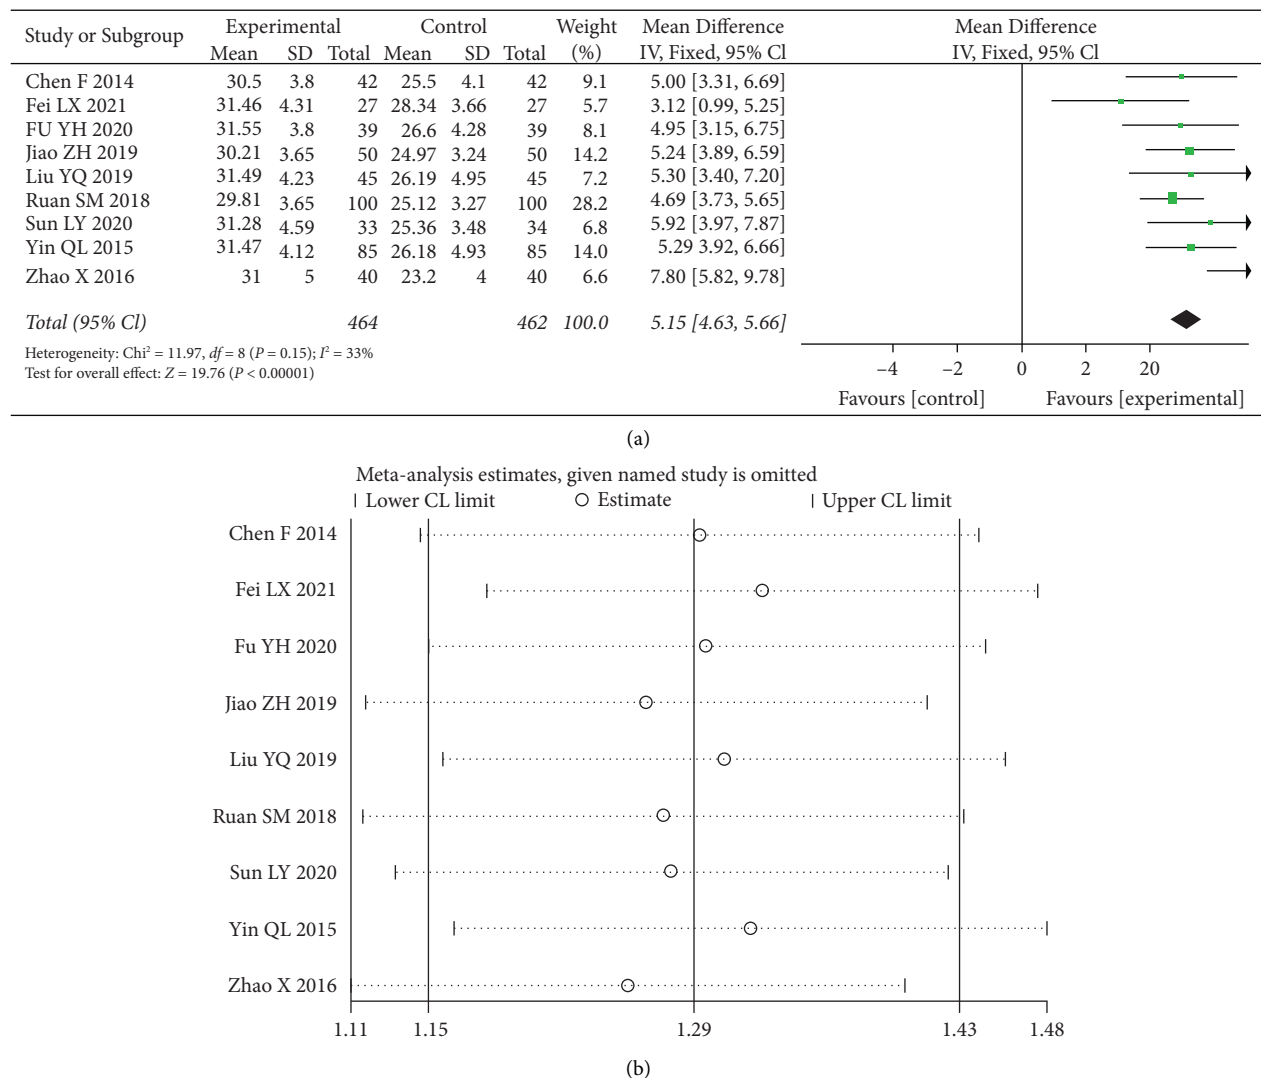 Study or Subgroup Experimental Control Weight Mean Difference Mean Difference
Mean SD Total Mean SD Total (%) IV, Fixed, 95% Cl IV, Fixed, 95% Cl
Chen F 2014 30.5 3.8 42 25.5 4.1 42 9.1 5.00 [3.31, 6.69]
Fei LX 2021 31.46 4.31 27 28.34 3.66 27 5.7 3.12 [0.99, 5.25]
FU YH 2020 31.55 3.8 39 26.6 4.28 39 8.1 4.95 [3.15, 6.75]
Jiao ZH 2019 30.21 3.65 50 24.97 3.24 50 14.2 5.24 [3.89, 6.59]
Liu YQ 2019 31.49 4.23 45 26.19 4.95 45 7.2 5.30 [3.40, 7.20]
Ruan SM 2018 29.81 3.65 100 25.12 3.27 100 28.2 4.69 [3.73, 5.65]
Sun LY 2020 31.28 4.59 33 25.36 3.48 34 6.8 5.92 [3.97, 7.87]
Yin QL 2015 31.47 4.12 85 26.18 4.93 85 14.0 5.29 3.92, 6.66]
Zhao X 2016 31 5 40 23.2 4 40 6.6 7.80 [5.82, 9.78]
Total (95% Cl) 464 462 100.0 5.15 [4.63, 5.66]
Heterogeneity: Chi² = 11.97, df = 8 (P = 0.15); I² = 33%
Test for overall effect: Z = 19.76 (P < 0.00001)
−4 −2 0 2 20
Favours [control] Favours [experimental]
(a)
Meta-analysis estimates, given named study is omitted
Lower CL limit Estimate Upper CL limit
Chen F 2014
Fei LX 2021
Fu YH 2020
Jiao ZH 2019
Liu YQ 2019
Ruan SM 2018
Sun LY 2020
Yin QL 2015
Zhao X 2016
1.11 1.15 1.29 1.43 1.48
(b)